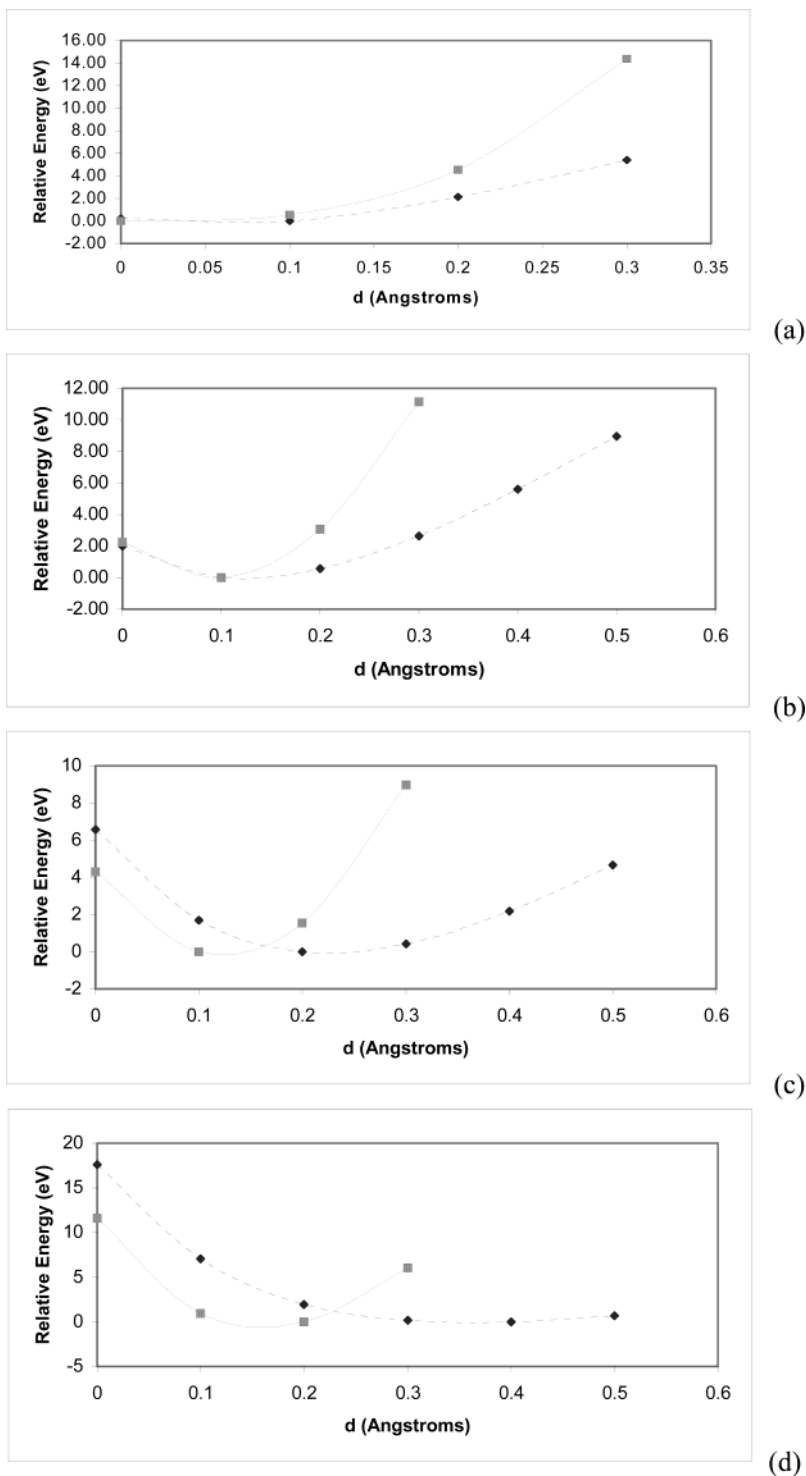 16.00
14.00
12.00
10.00
8.00
6.00
4.00
2.00
0.00
-2.00
Relative Energy (eV)
0 0.05 0.1 0.15 0.2 0.25 0.3 0.35
d (Angstroms)
(a)
12.00
10.00
8.00
6.00
4.00
2.00
0.00
-2.00
Relative Energy (eV)
0 0.1 0.2 0.3 0.4 0.5 0.6
d (Angstroms)
(b)
10
8
6
4
2
0
-2
Relative Energy (eV)
0 0.1 0.2 0.3 0.4 0.5 0.6
d (Angstroms)
(c)
20
15
10
5
0
-5
Relative Energy (eV)
0 0.1 0.2 0.3 0.4 0.5 0.6
d (Angstroms)
(d)